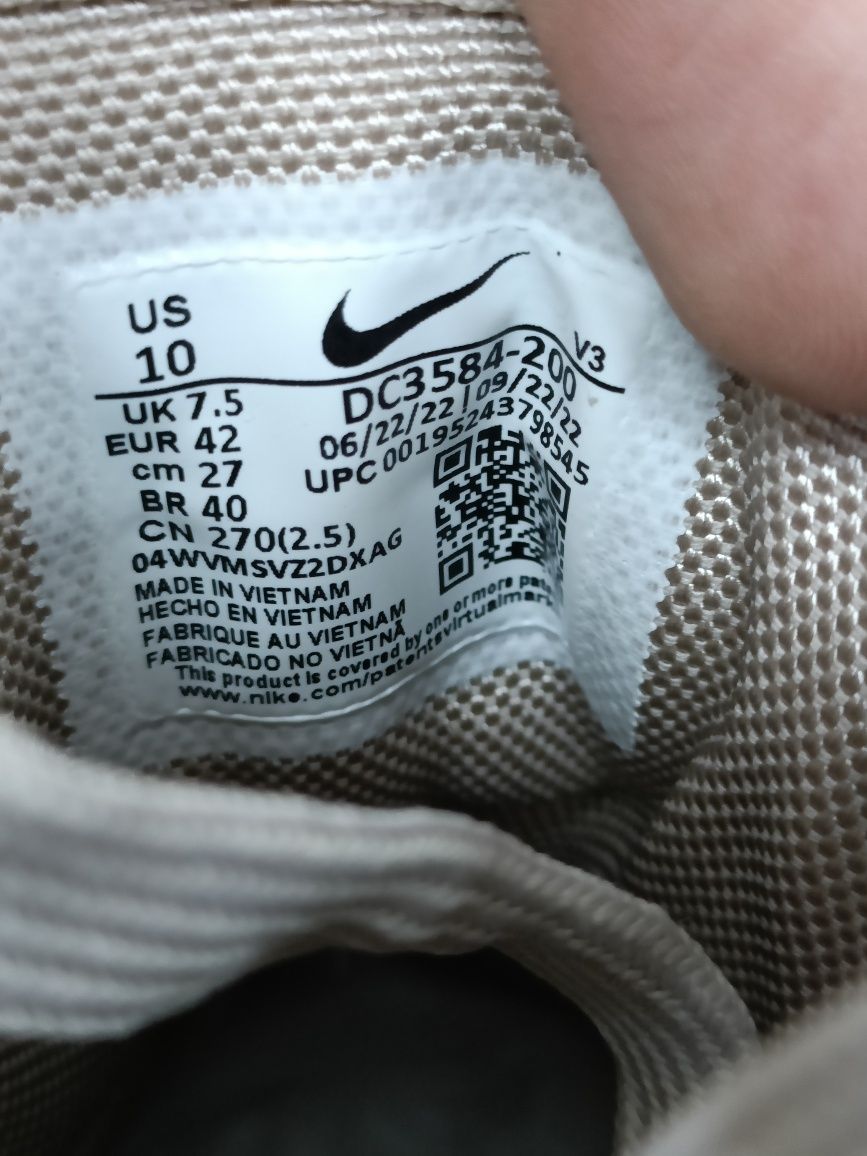 US
10
V3
UK 7.5
EUR 42
cm 27
BR 40
CN 270(2.5)
DC3584-200
06/22/22 | 09/22/22
UPC 00195243798545
04WVMSVZ2DXAG
MADE IN VIETNAM
HECHO EN VIETNAM
FABRIQUE AU VIETNAM
FABRICADO NO VIETNÃ
This product is covered by one or more
www.nike.com/patentsvirtualmark